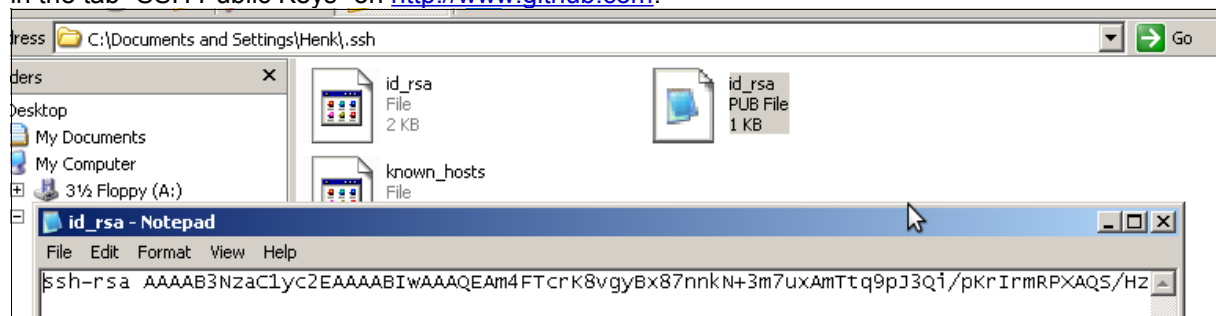 in the tab "SSH Public Keys" on http://www.github.com.
dress C:\Documents and Settings\Henk\.ssh Go
ders
Desktop
My Documents
My Computer
3½ Floppy (A:)
id_rsa
File
2 KB
id_rsa
PUB File
1 KB
known_hosts
File
id_rsa - Notepad
File Edit Format View Help
ssh-rsa AAAAB3NzaC1yc2EAAAABIwAAAQEAm4FTcrK8vgyBx87nnkN+3m7uxAmTtq9pJ3Qi/pKrIrmRPXAQS/Hz